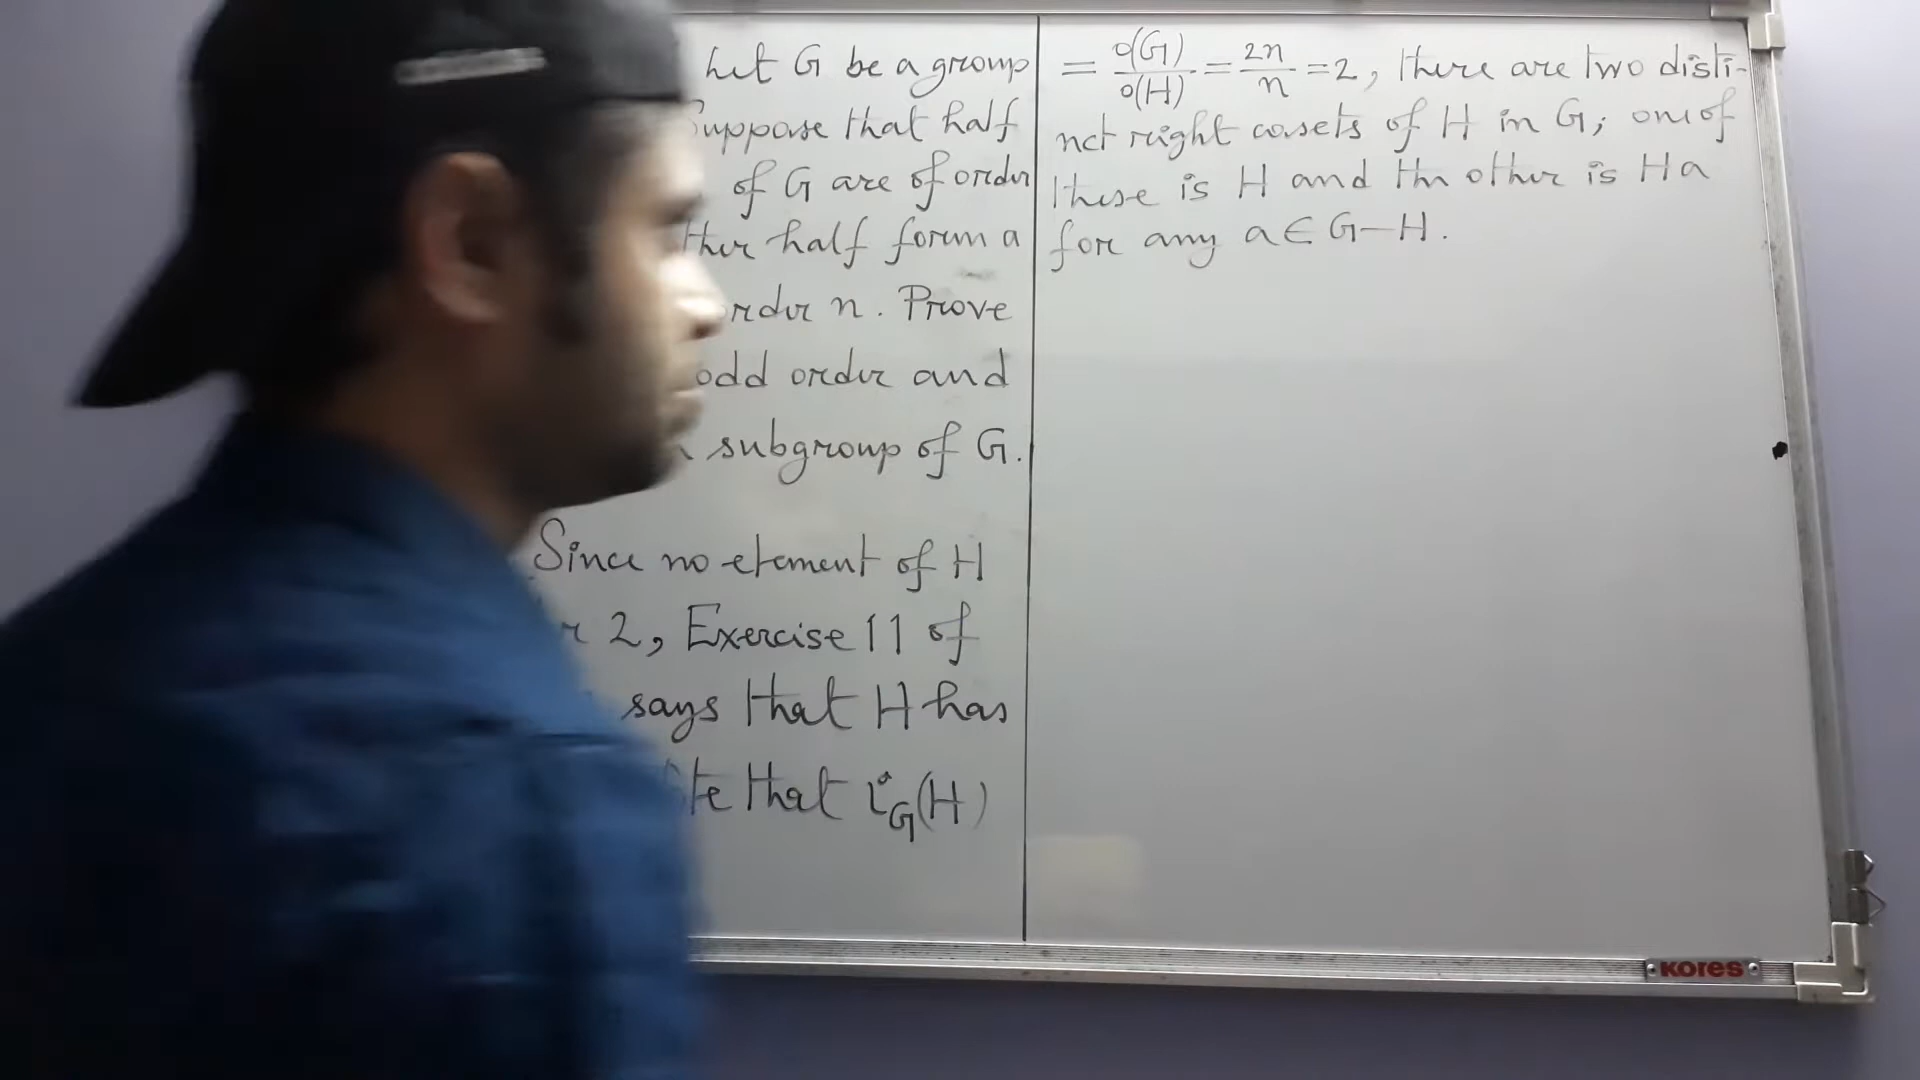 Let G be a group
Suppose that half
of G are of order
ther half form a
order n. Prove
odd order and
subgroup of G.
Since no element of H
2, Exercise 11 of
says that H has
that i_G(H)
= o(G)/o(H) = 2n/n = 2, there are two disti-
nct right cosets of H in G; one of
these is H and the other is Ha
for any a ∈ G-H.
KORES